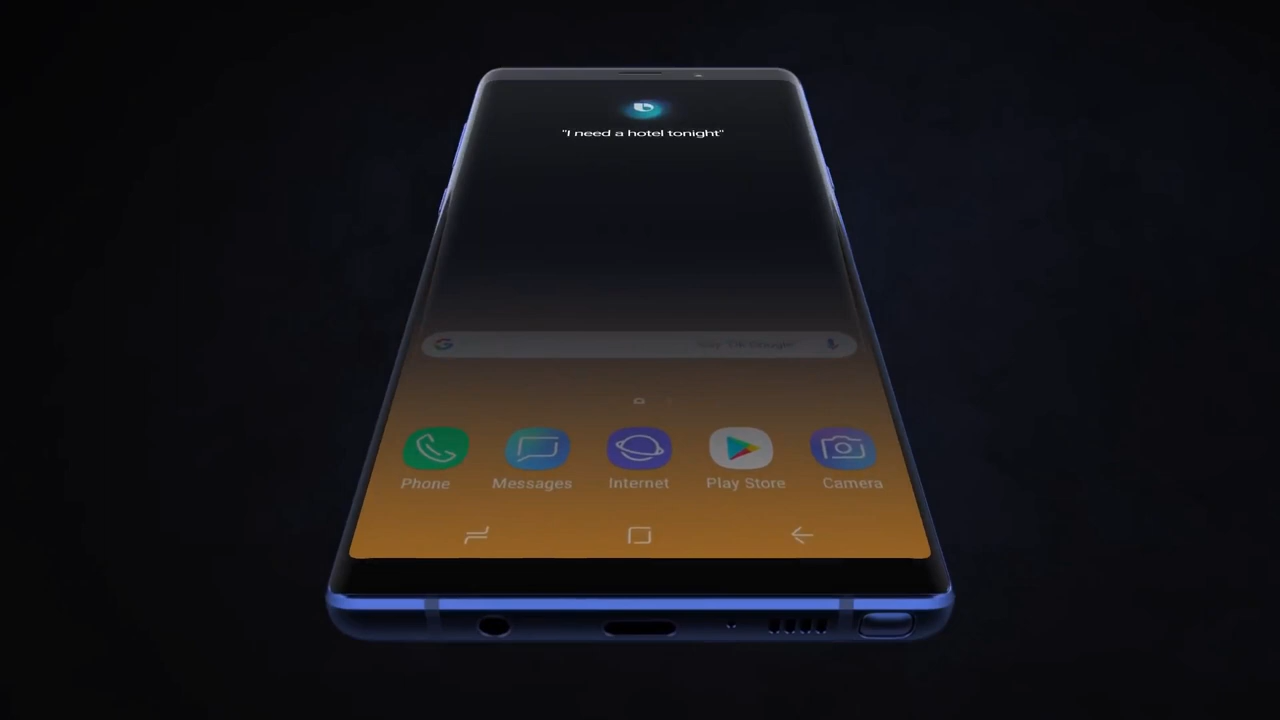 "I need a hotel tonight"
Phone Messages Internet Play Store Camera